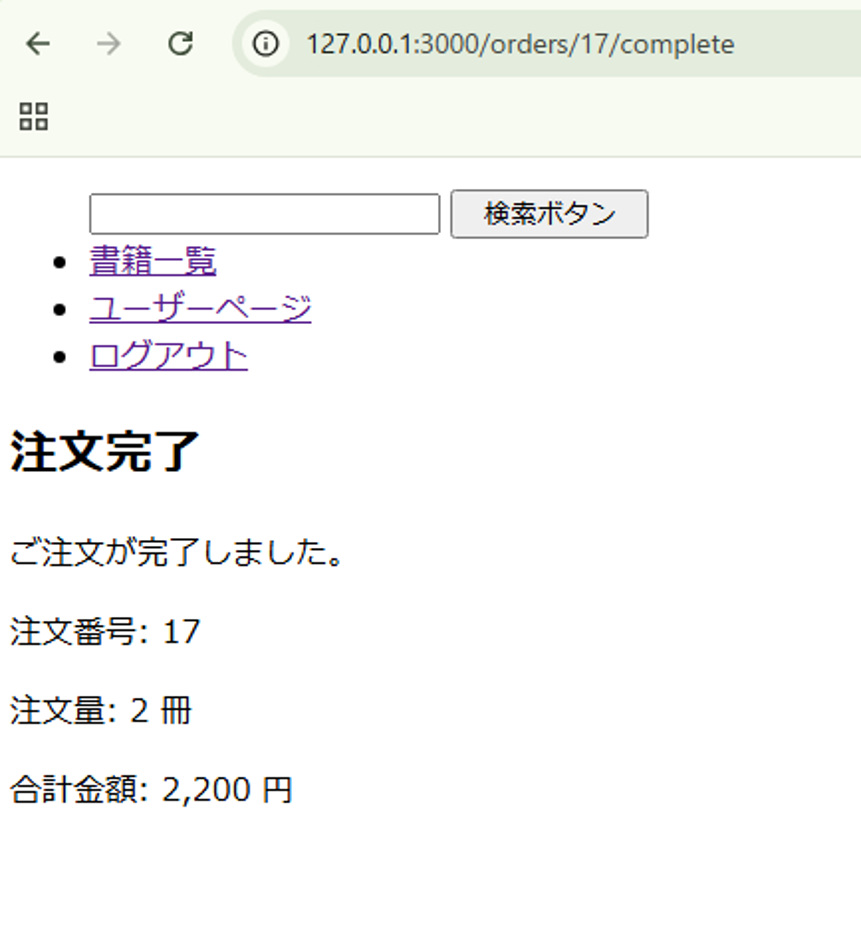 127.0.0.1:3000/orders/17/complete
検索ボタン
書籍一覧
ユーザーページ
ログアウト
注文完了
ご注文が完了しました。
注文番号: 17
注文量: 2 冊
合計金額: 2,200 円